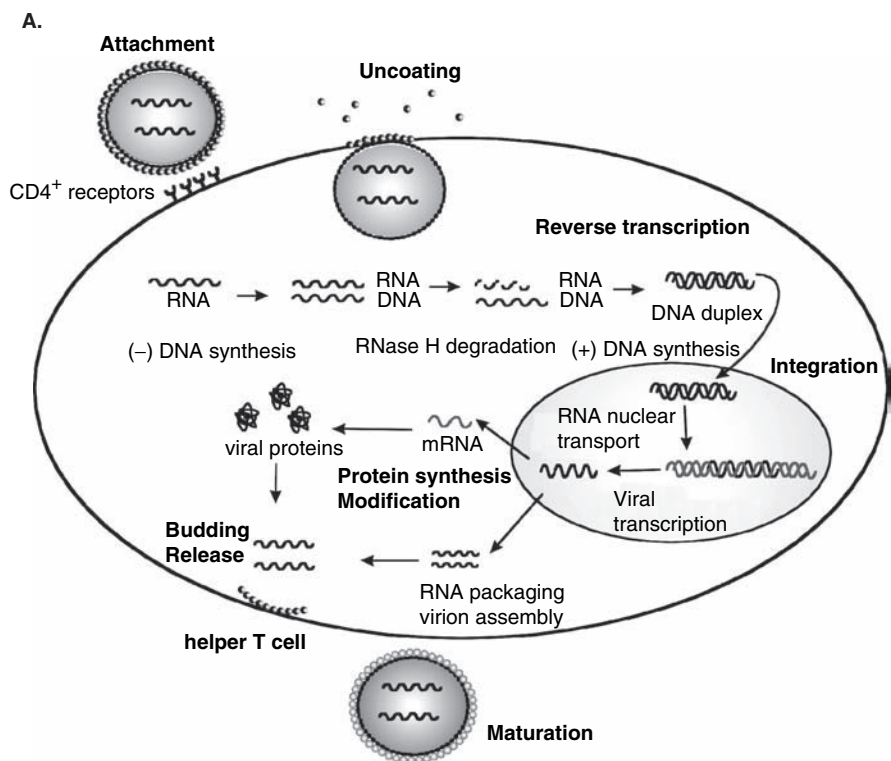 A.
Attachment
Uncoating
CD4⁺ receptors
Reverse transcription
RNA
RNA
DNA
RNA
DNA
DNA duplex
(–) DNA synthesis
RNase H degradation
(+) DNA synthesis
Integration
RNA nuclear
transport
viral proteins
mRNA
Protein synthesis
Modification
Viral
transcription
Budding
Release
RNA packaging
virion assembly
helper T cell
Maturation